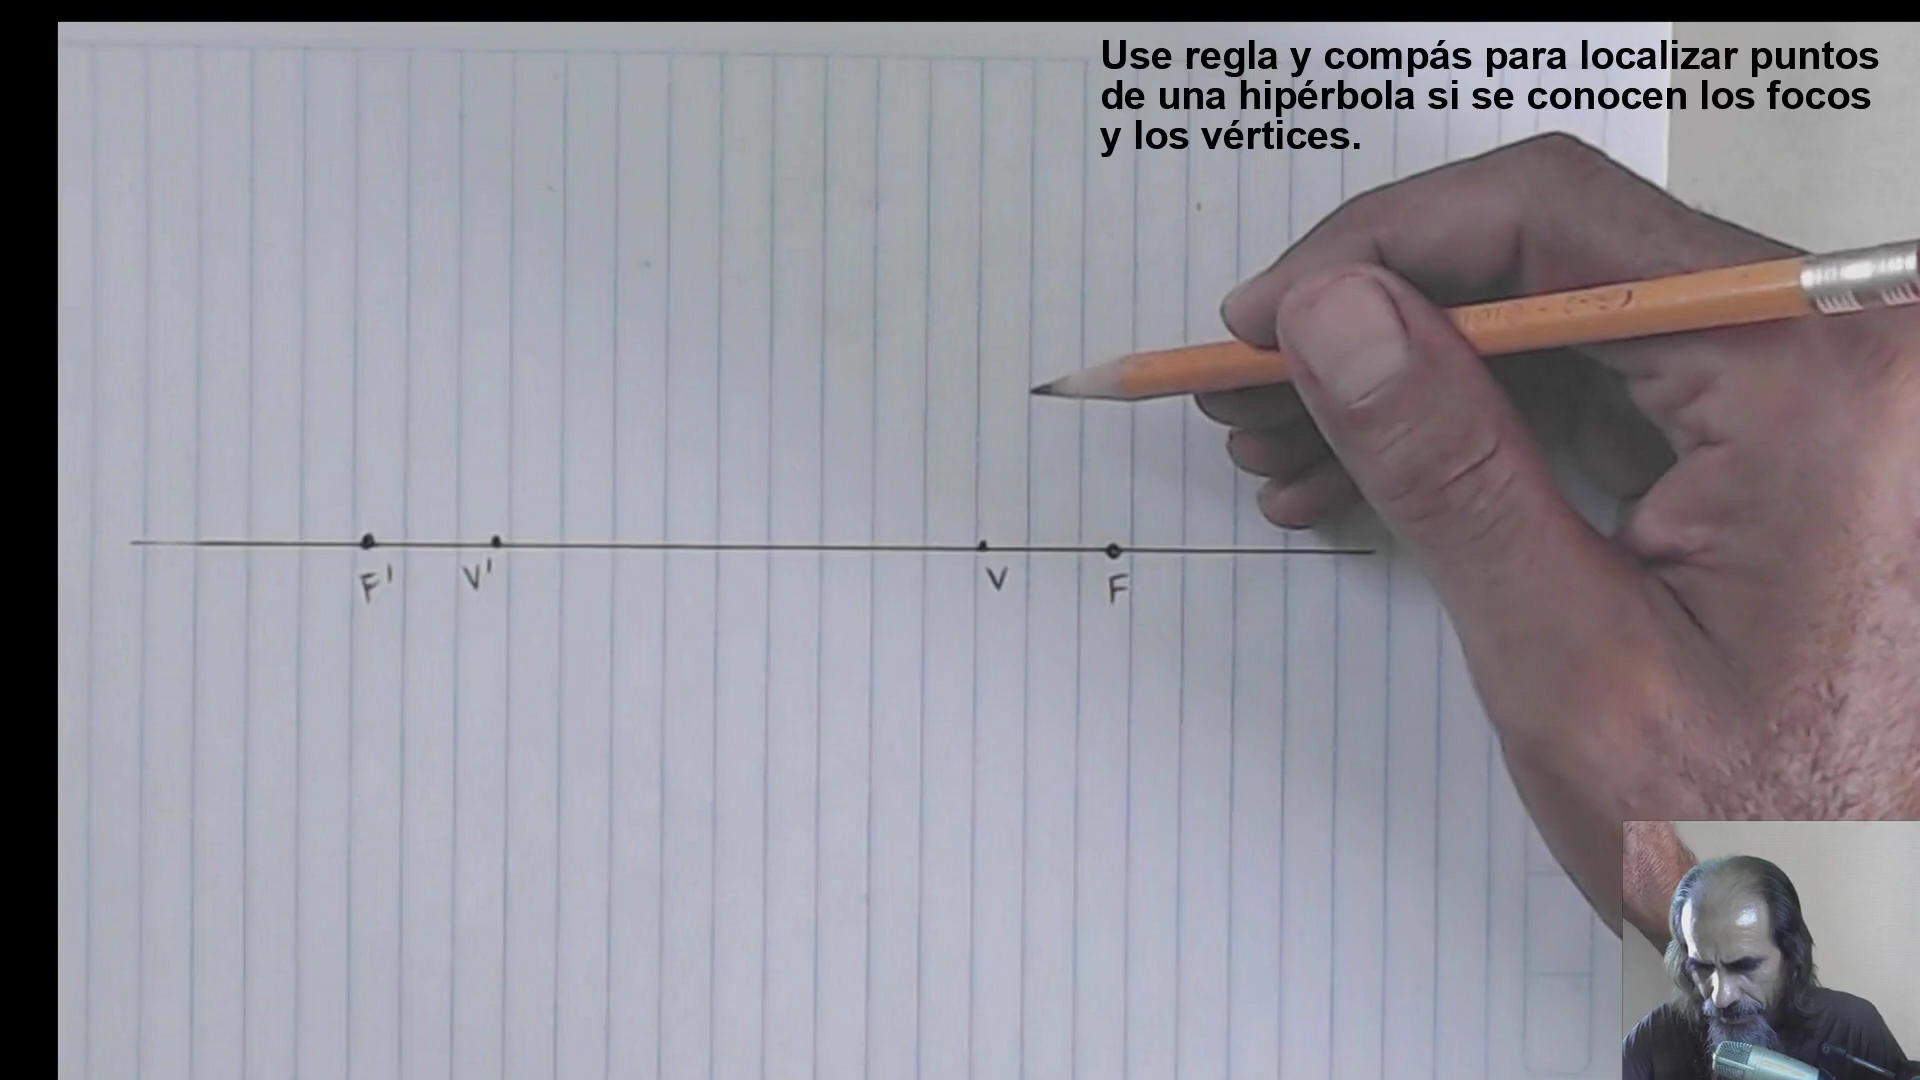 Use regla y compás para localizar puntos
de una hipérbola si se conocen los focos
y los vértices.
F' V' V F